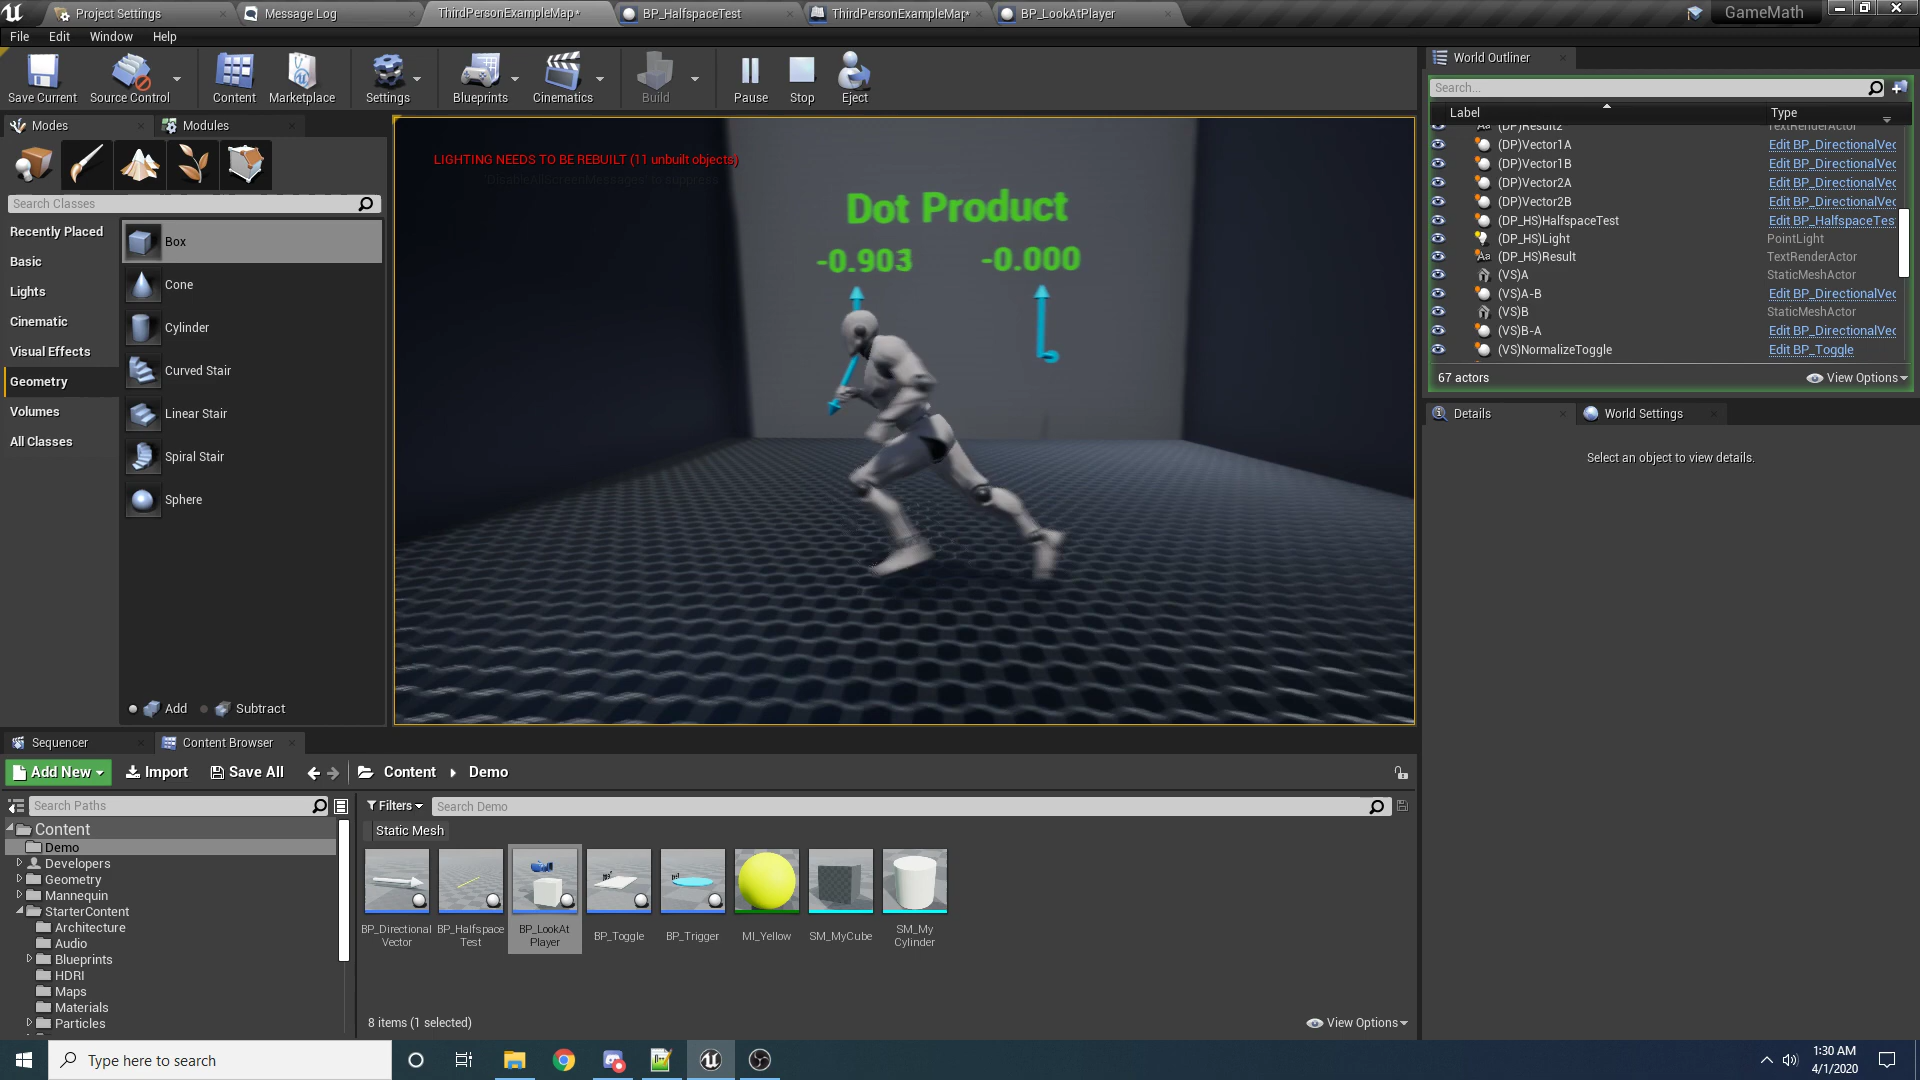 Project Settings
Message Log
ThirdPersonExampleMap*
BP_HalfspaceTest
ThirdPersonExampleMap*
BP_LookAtPlayer
GameMath
File Edit Window Help
Save Current
Source Control
Content
Marketplace
Settings
Blueprints
Cinematics
Build
Pause
Stop
Eject
Modes
Modules
Search Classes
Recently Placed
Basic
Lights
Cinematic
Visual Effects
Geometry
Volumes
All Classes
Box
Cone
Cylinder
Curved Stair
Linear Stair
Spiral Stair
Sphere
Add Subtract
LIGHTING NEEDS TO BE REBUILT (11 unbuilt objects)
'DisableAllScreenMessages' to suppress
Dot Product
-0.903 -0.000
World Outliner
Search...
Label Type
(DP)Result2 TextRenderActor
(DP)Vector1A Edit BP_DirectionalVec
(DP)Vector1B Edit BP_DirectionalVec
(DP)Vector2A Edit BP_DirectionalVec
(DP)Vector2B Edit BP_DirectionalVec
(DP_HS)HalfspaceTest Edit BP_HalfspaceTes
(DP_HS)Light PointLight
(DP_HS)Result TextRenderActor
(VS)A StaticMeshActor
(VS)A-B Edit BP_DirectionalVec
(VS)B StaticMeshActor
(VS)B-A Edit BP_DirectionalVec
(VS)NormalizeToggle Edit BP_Toggle
67 actors View Options
Details
World Settings
Select an object to view details.
Sequencer
Content Browser
Add New Import Save All Content Demo
Search Paths
Content
Demo
Developers
Geometry
Mannequin
StarterContent
Architecture
Audio
Blueprints
HDRI
Maps
Materials
Particles
Filters Search Demo
Static Mesh
BP_Directional
Vector
BP_Halfspace
Test
BP_LookAt
Player
BP_Toggle
BP_Trigger
MI_Yellow
SM_MyCube
SM_My
Cylinder
8 items (1 selected) View Options
Type here to search
1:30 AM
4/1/2020